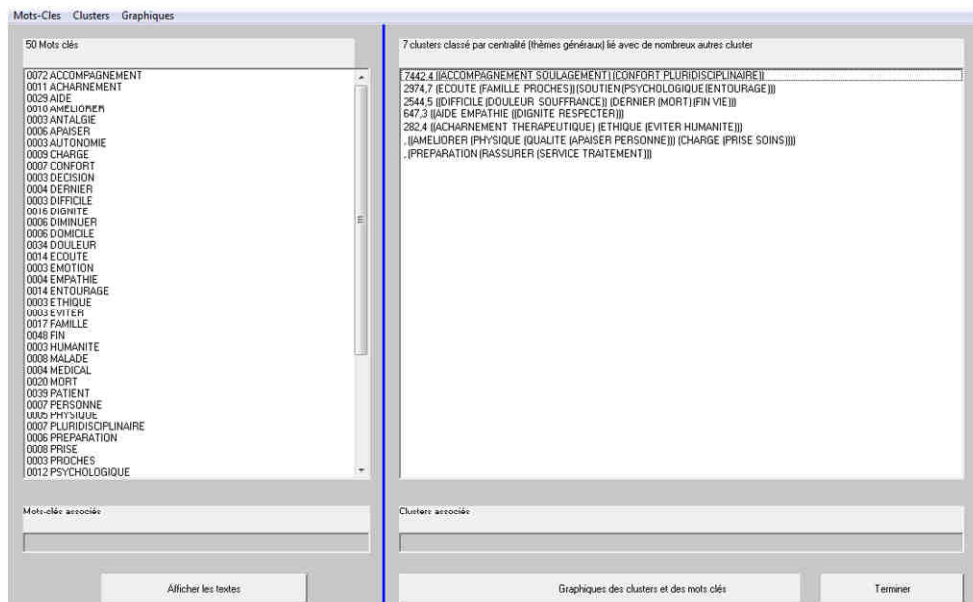 Mots-Cles Clusters Graphiques
50 Mots clés
0072 ACCOMPAGNEMENT
0011 ACHARNEMENT
0029 AIDE
0010 AMELIORER
0003 ANTALGIE
0006 APAISER
0003 AUTONOMIE
0009 CHARGE
0007 CONFORT
0003 DECISION
0004 DERNIER
0003 DIFFICILE
0016 DIGNITE
0006 DIMINUER
0006 DOMICILE
0034 DOULEUR
0014 ECOUTE
0003 EMOTION
0004 EMPATHIE
0014 ENTOURAGE
0003 ETHIQUE
0003 EVITER
0017 FAMILLE
0048 FIN
0003 HUMANITE
0008 MALADE
0004 MEDICAL
0020 MORT
0039 PATIENT
0007 PERSONNE
0005 PHYSIQUE
0007 PLURIDISCIPLINAIRE
0006 PREPARATION
0008 PRISE
0003 PROCHES
0012 PSYCHOLOGIQUE
Mots-clés associés
Afficher les textes
7 clusters classé par centralité (thèmes généraux) lié avec de nombreux autres cluster
7442,4 ((ACCOMPAGNEMENT SOULAGEMENT) (CONFORT PLURIDISCIPLINAIRE))
2974,7 (ECOUTE (FAMILLE PROCHES)) (SOUTIEN(PSYCHOLOGIQUE (ENTOURAGE)))
2544,5 ((DIFFICILE (DOULEUR SOUFFRANCE)) (DERNIER (MORT) (FIN VIE)))
647,3 ((AIDE EMPATHIE ((DIGNITE RESPECTER)))
282,4 ((ACHARNEMENT THERAPEUTIQUE) (ETHIQUE (EVITER HUMANITE)))
, ((AMELIORER (PHYSIQUE (QUALITE (APAISER PERSONNE))) (CHARGE (PRISE SOINS))))
, (PREPARATION (RASSURER (SERVICE TRAITEMENT)))
Clusters associés
Graphiques des clusters et des mots clés
Terminer